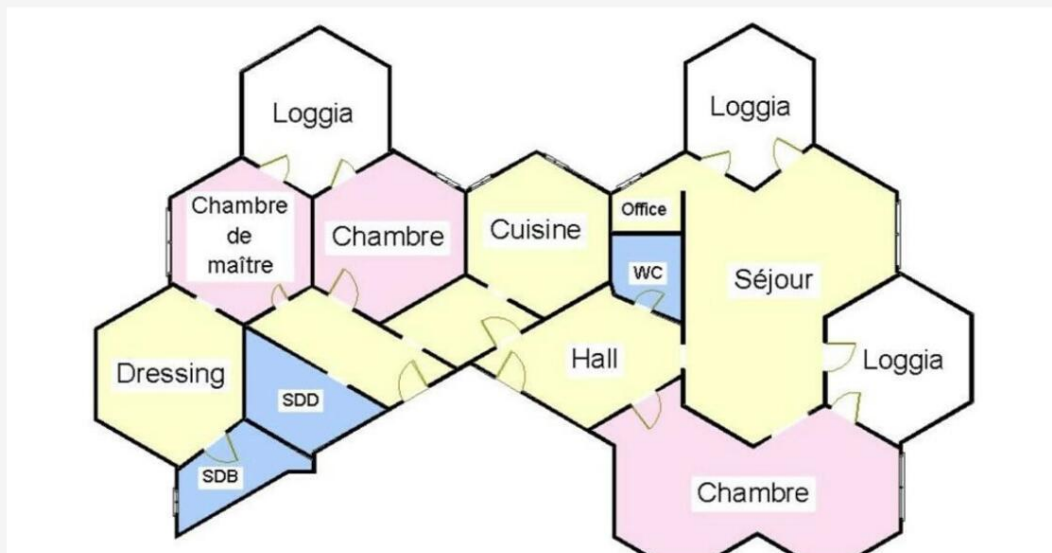 Loggia
Loggia
Chambre
de
maître
Chambre
Cuisine
Office
WC
Séjour
Dressing
SDD
Hall
Loggia
SDB
Chambre